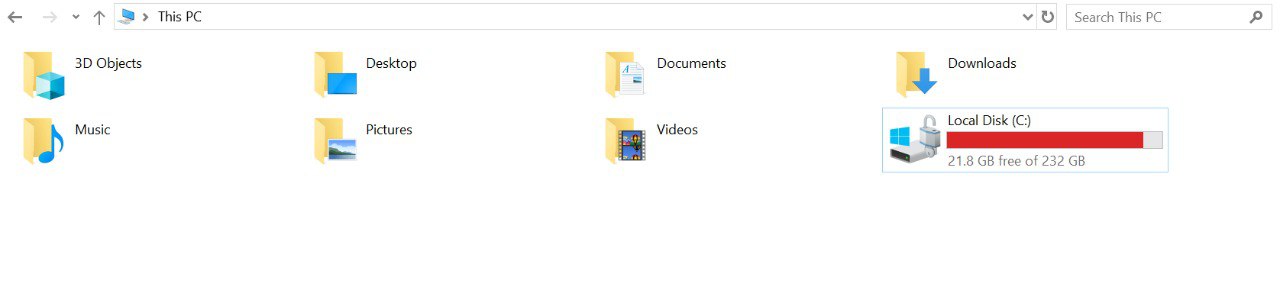 This PC
Search This PC
3D Objects
Desktop
Documents
Downloads
Music
Pictures
Videos
Local Disk (C:)
21.8 GB free of 232 GB